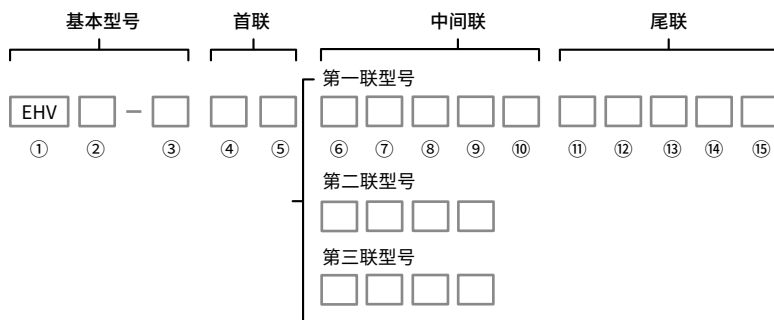 基本型号 首联 中间联 尾联
第一联型号
EHV —
① ② ③ ④ ⑤ ⑥ ⑦ ⑧ ⑨ ⑩ ⑪ ⑫ ⑬ ⑭ ⑮
第二联型号
第三联型号